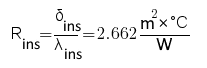 R_ins = δ_ins / λ_ins = 2.662 m² × °C / W